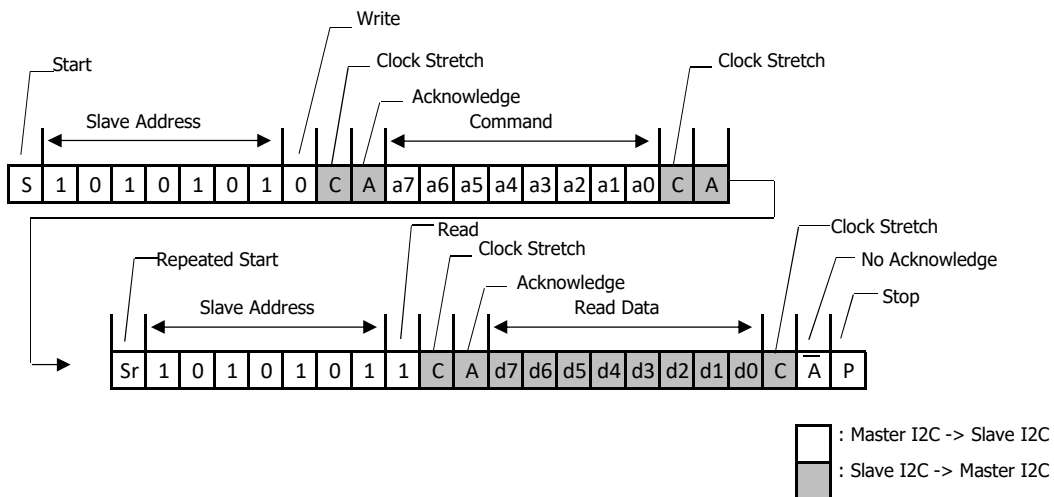 Write
Start
Clock Stretch
Clock Stretch
Acknowledge
Slave Address
Command
S 1 0 1 0 1 0 1 0 C A a7 a6 a5 a4 a3 a2 a1 a0 C A
Read
Clock Stretch
Repeated Start
Clock Stretch
No Acknowledge
Acknowledge
Stop
Slave Address
Read Data
Sr 1 0 1 0 1 0 1 1 C A d7 d6 d5 d4 d3 d2 d1 d0 C A̅ P
: Master I2C -> Slave I2C
: Slave I2C -> Master I2C